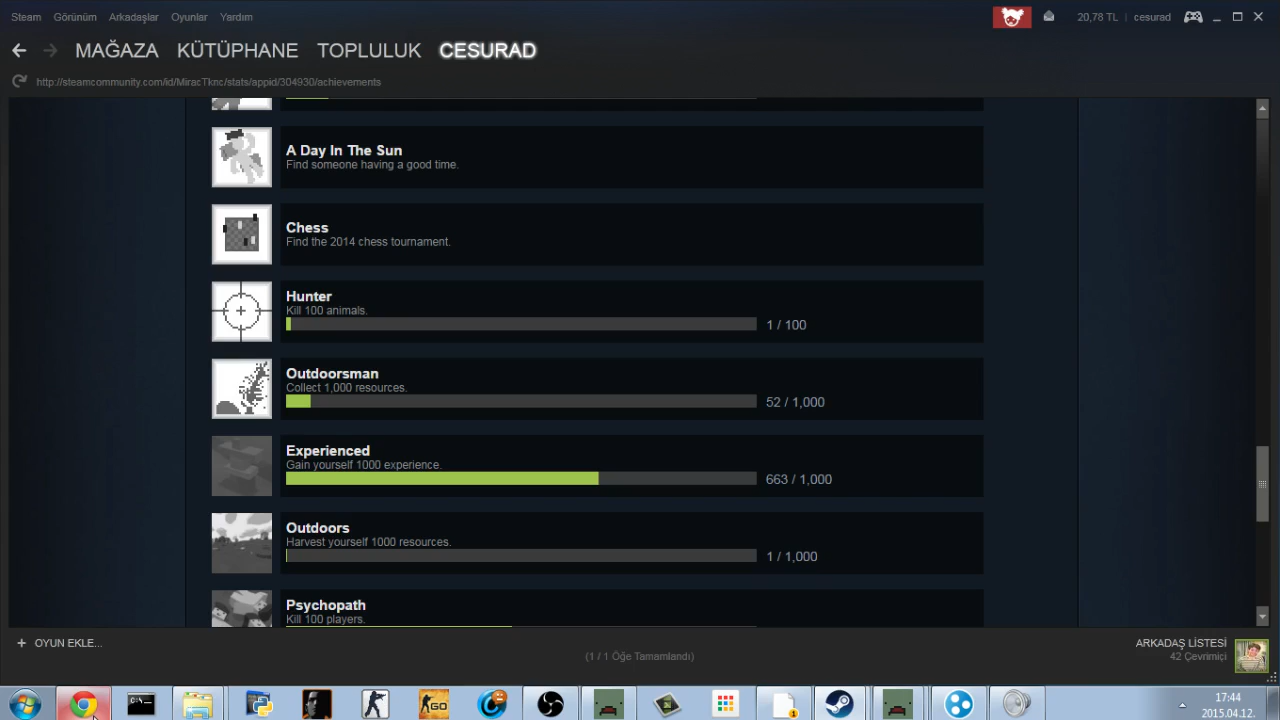 Steam Görünüm Arkadaşlar Oyunlar Yardım
20,78 TL cesurad
MAĞAZA KÜTÜPHANE TOPLULUK CESURAD
http://steamcommunity.com/id/MiracTknc/stats/appid/304930/achievements
A Day In The Sun
Find someone having a good time.
Chess
Find the 2014 chess tournament.
Hunter
Kill 100 animals.
1 / 100
Outdoorsman
Collect 1,000 resources.
52 / 1,000
Experienced
Gain yourself 1000 experience.
663 / 1,000
Outdoors
Harvest yourself 1000 resources.
1 / 1,000
Psychopath
Kill 100 players.
+ OYUN EKLE...
(1 / 1 Öğe Tamamlandı)
ARKADAŞ LİSTESİ
42 Çevrimiçi
GO
17:44
2015.04.12.